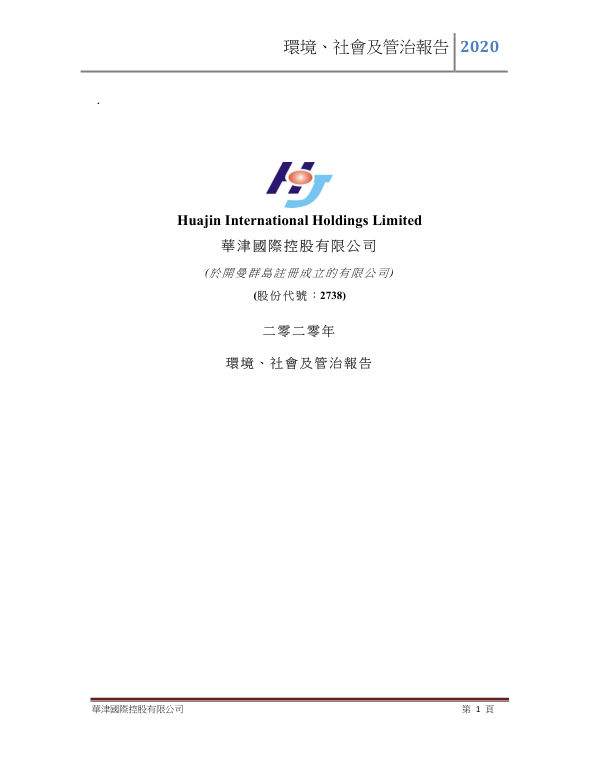 環境、社會及管治報告 2020
.
HJ
Huajin International Holdings Limited
華津國際控股有限公司
(於開曼群島註冊成立的有限公司)
(股份代號：2738)
二零二零年
環境、社會及管治報告
華津國際控股有限公司 第 1 頁